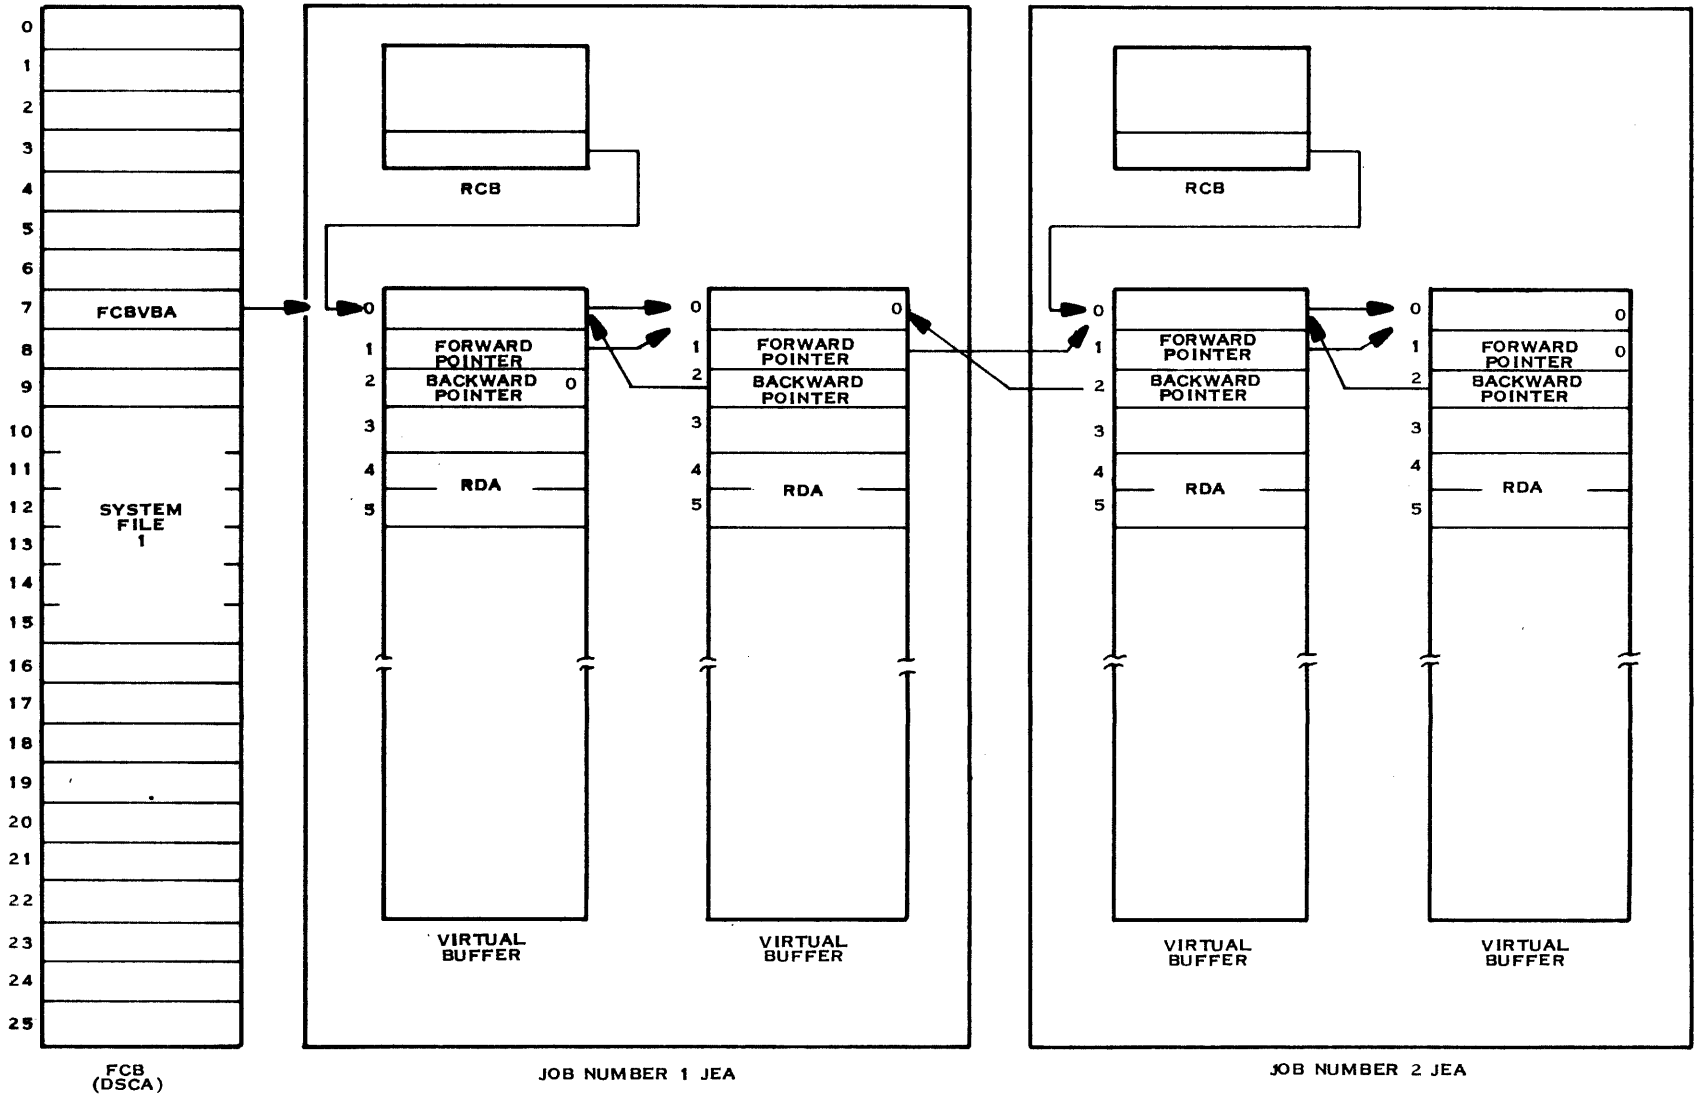 0
1
2
3
4
5
6
7
8
9
10
11
12
13
14
15
16
17
18
19
20
21
22
23
24
25
FCBVBA
SYSTEM
FILE
1
FCB
(DSCA)
RCB
0
1
2
3
4
5
FORWARD
POINTER
BACKWARD 0
POINTER
RDA
VIRTUAL
BUFFER
0
1
2
3
4
5
0
FORWARD
POINTER
BACKWARD
POINTER
RDA
VIRTUAL
BUFFER
JOB NUMBER 1 JEA
RCB
0
1
2
3
4
5
FORWARD
POINTER
BACKWARD
POINTER
RDA
VIRTUAL
BUFFER
0
1
2
3
4
5
0
FORWARD 0
POINTER
BACKWARD
POINTER
RDA
VIRTUAL
BUFFER
JOB NUMBER 2 JEA